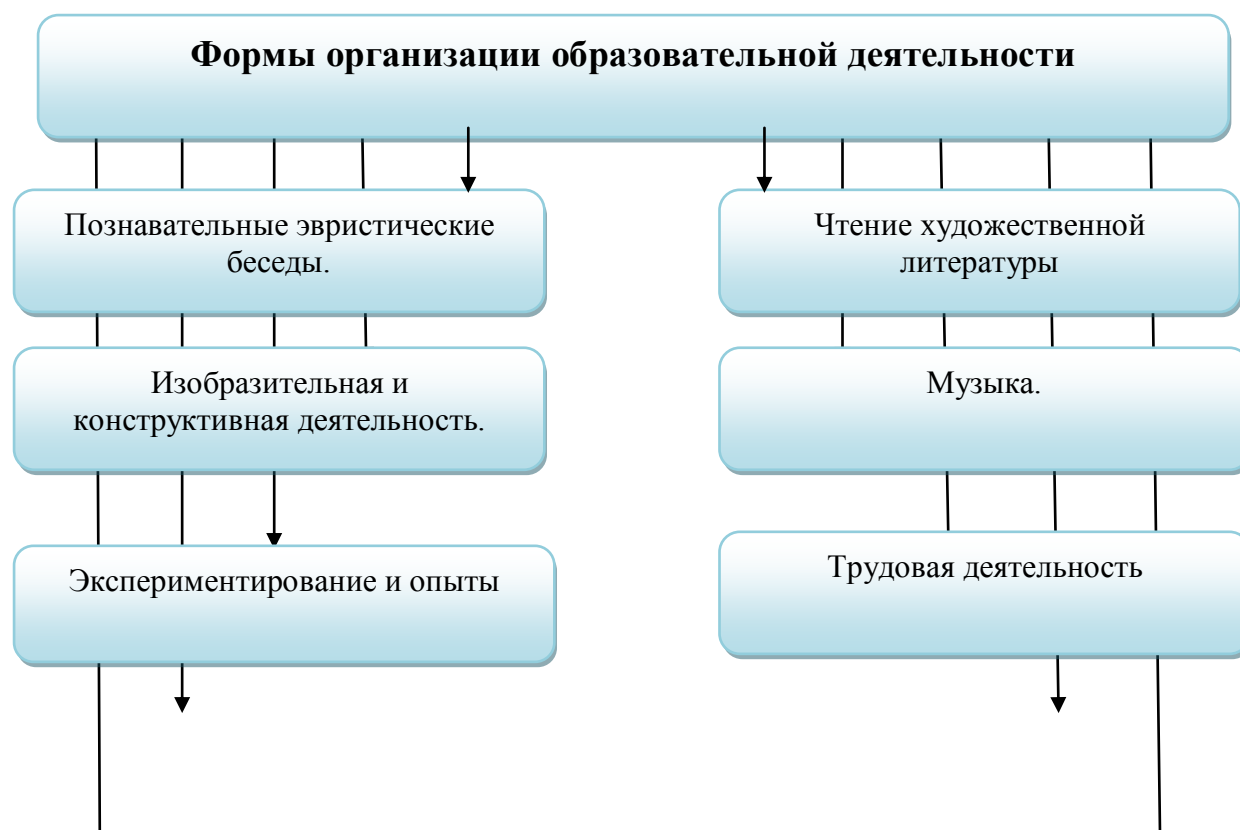 Формы организации образовательной деятельности
Познавательные эвристические
беседы.
Чтение художественной
литературы
Изобразительная и
конструктивная деятельность.
Музыка.
Экспериментирование и опыты
Трудовая деятельность